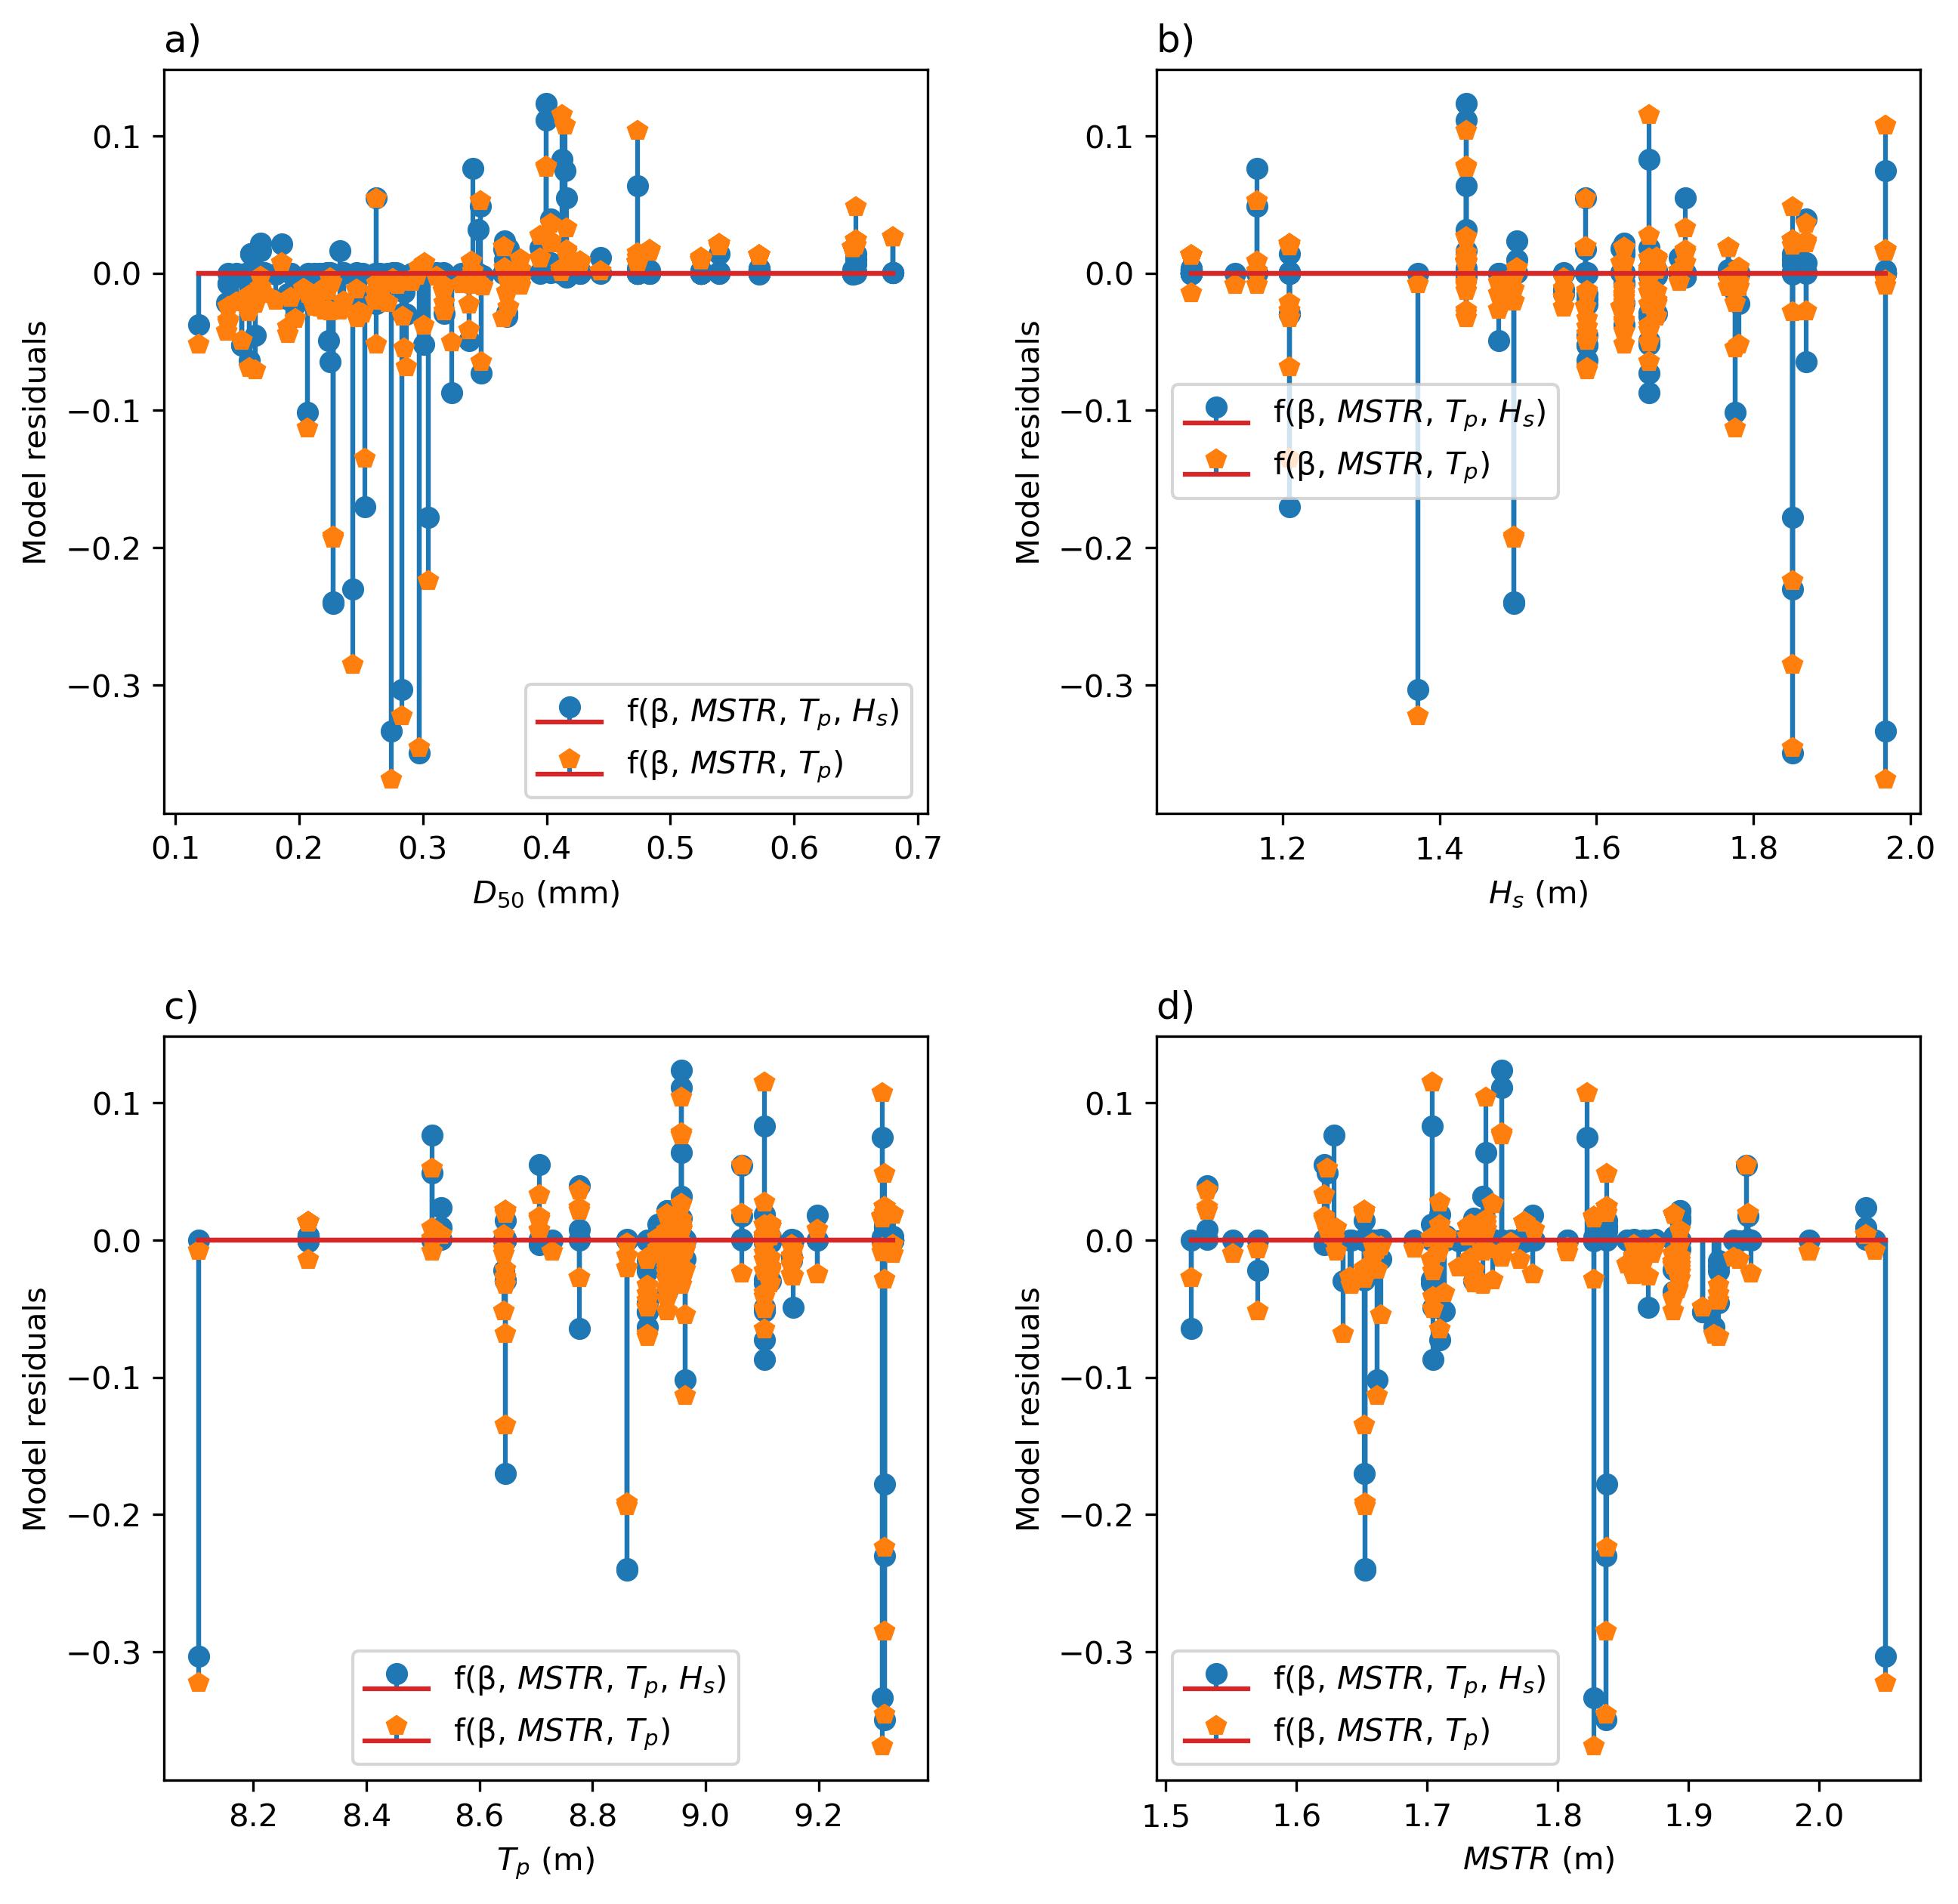 a)
0.1
0.0
−0.1
−0.2
−0.3
Model residuals
f(β, MSTR, Tp, Hs)
f(β, MSTR, Tp)
0.1 0.2 0.3 0.4 0.5 0.6 0.7
D50 (mm)
b)
0.1
0.0
−0.1
−0.2
−0.3
Model residuals
f(β, MSTR, Tp, Hs)
f(β, MSTR, Tp)
1.2 1.4 1.6 1.8 2.0
Hs (m)
c)
0.1
0.0
−0.1
−0.2
−0.3
Model residuals
f(β, MSTR, Tp, Hs)
f(β, MSTR, Tp)
8.2 8.4 8.6 8.8 9.0 9.2
Tp (m)
d)
0.1
0.0
−0.1
−0.2
−0.3
Model residuals
f(β, MSTR, Tp, Hs)
f(β, MSTR, Tp)
1.5 1.6 1.7 1.8 1.9 2.0
MSTR (m)